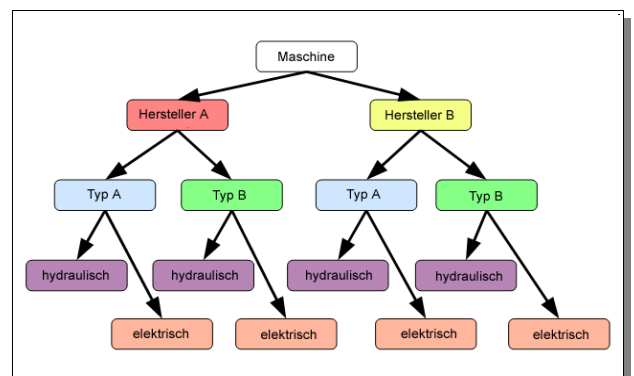 Maschine
Hersteller A
Hersteller B
Typ A
Typ B
Typ A
Typ B
hydraulisch
hydraulisch
hydraulisch
hydraulisch
elektrisch
elektrisch
elektrisch
elektrisch